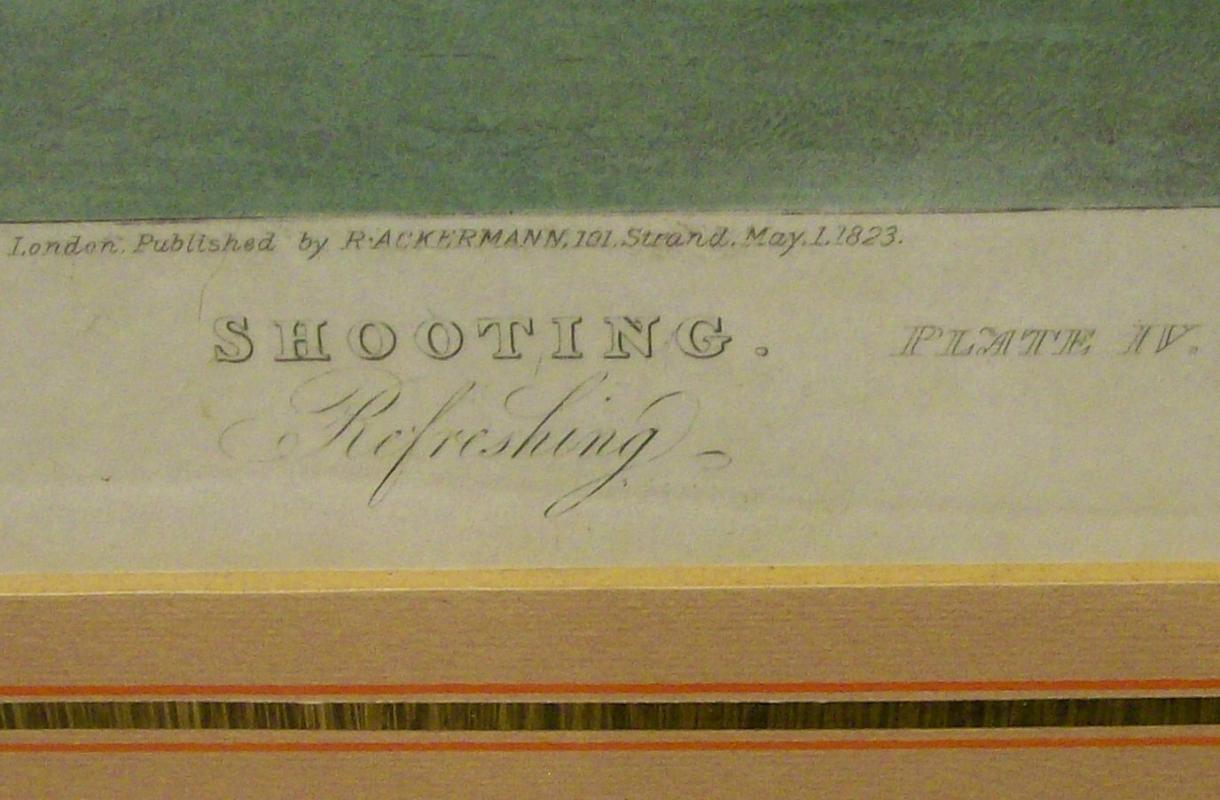 London. Published by R. ACKERMANN, 101, Strand. May. 1. 1823.
SHOOTING. PLATE IV.
Refreshing